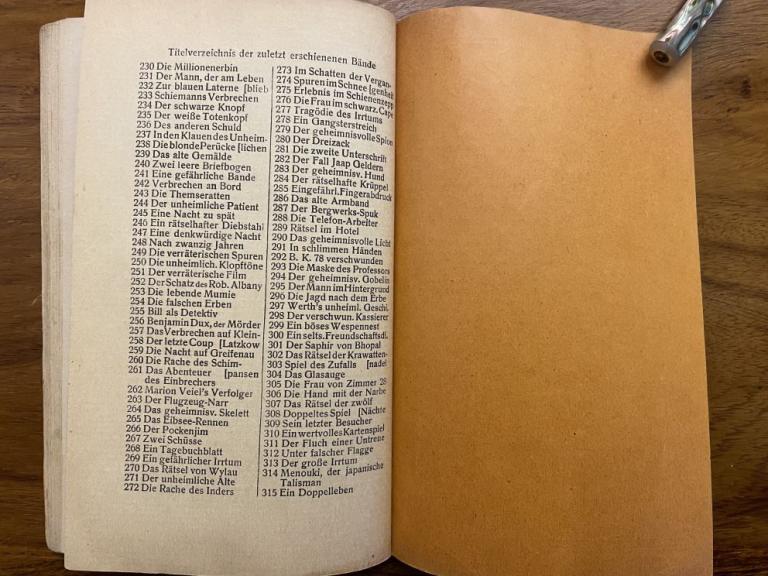 Titelverzeichnis der zuletzt erschienenen Bände
230 Die Millionenerbin
231 Der Mann, der am Leben
232 Zur blauen Laterne [blieb
233 Schiemanns Verbrechen
234 Der schwarze Knopf
235 Der weiße Totenkopf
236 Des anderen Schuld
237 In den Klauen des Unheim-
238 Die blonde Perücke [lichen
239 Das alte Gemälde
240 Zwei leere Briefbogen
241 Eine gefährliche Bande
242 Verbrechen an Bord
243 Die Themseratten
244 Der unheimliche Patient
245 Eine Nacht zu spät
246 Ein rätselhafter Diebstahl
247 Eine denkwürdige Nacht
248 Nach zwanzig Jahren
249 Die verräterischen Spuren
250 Die unheimlich. Klopftöne
251 Der verräterische Film
252 Der Schatz des Rob. Albany
253 Die lebende Mumie
254 Die falschen Erben
255 Bill als Detektiv
256 Benjamin Dux, der Mörder
257 Das Verbrechen auf Klein-
258 Der letzte Coup [Latzkow
259 Die Nacht auf Greifenau
260 Die Rache des Schim-
261 Das Abenteuer [pansen
des Einbrechers
262 Marion Veiel's Verfolger
263 Der Flugzeug-Narr
264 Das geheimnisv. Skelett
265 Das Eibsee-Rennen
266 Der Pockenjim
267 Zwei Schüsse
268 Ein Tagebuchblatt
269 Ein gefährlicher Irrtum
270 Das Rätsel von Wylau
271 Der unheimliche Alte
272 Die Rache des Inders
273 Im Schatten der Vergan-
274 Spuren im Schnee [genheit
275 Erlebnis im Schienenzepp
276 Die Frau im schwarz. Cape
277 Tragödie des Irrtums
278 Ein Gangsterstreich
279 Der geheimnisvolle Spion
280 Der Dreizack
281 Die zweite Unterschrift
282 Der Fall Jaap Geldern
283 Der geheimnisv. Hund
284 Der rätselhafte Krüppel
285 Eingefährl. Fingerabdruck
286 Das alte Armband
287 Der Bergwerks-Spuk
288 Die Telefon-Arbeiter
289 Rätsel im Hotel
290 Das geheimnisvolle Licht
291 In schlimmen Händen
292 B. K. 78 verschwunden
293 Die Maske des Professors
294 Der geheimnisv. Gobelin
295 Der Mann im Hintergrund
296 Die Jagd nach dem Erbe
297 Werth's unheiml. Geschi.
298 Der verschwun. Kassierer
299 Ein böses Wespennest
300 Ein selts. Freundschaftsdi.
301 Der Saphir von Bhopal
302 Das Rätsel der Krawatten-
303 Spiel des Zufalls [nadel
304 Das Glasauge
305 Die Frau von Zimmer 28
306 Die Hand mit der Narbe
307 Das Rätsel der zwölf
308 Doppeltes Spiel [Nächte
309 Sein letzter Besucher
310 Ein wertvolles Kartenspiel
311 Der Fluch einer Untreue
312 Unter falscher Flagge
313 Der große Irrtum
314 Menouki, der japanische
Talisman
315 Ein Doppelleben